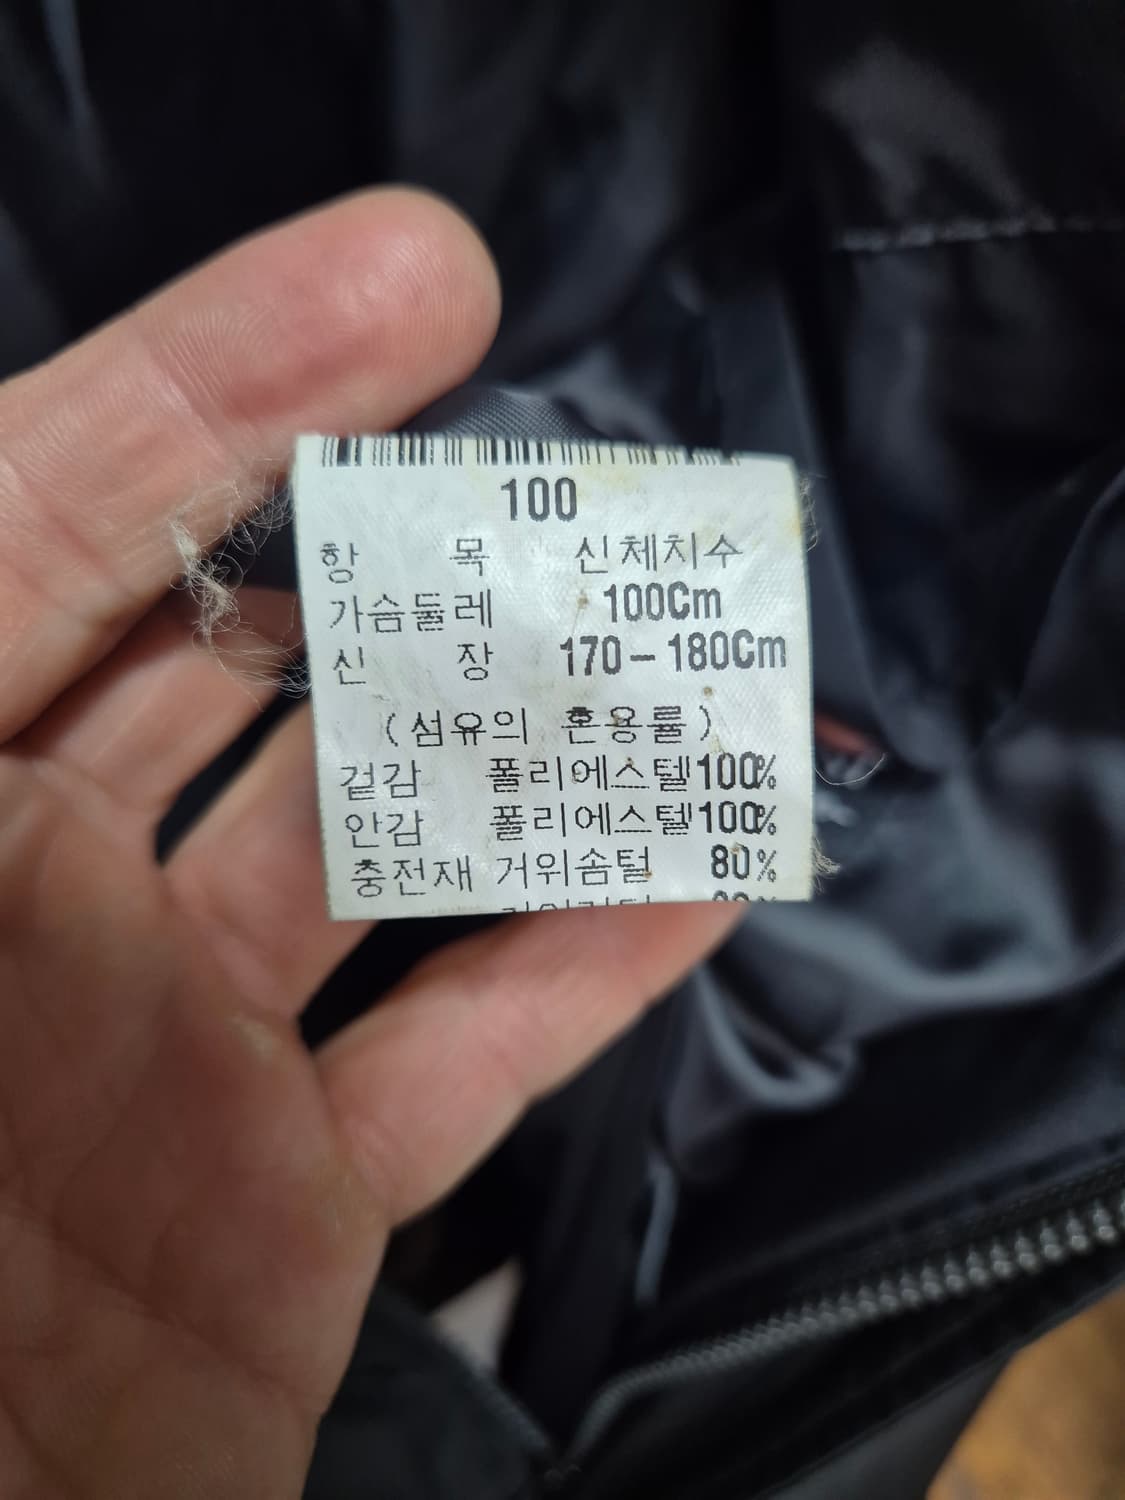 100
항 목 신체치수
가슴둘레 100Cm
신 장 170-180Cm
(섬유의 혼용률)
겉감 폴리에스텔100%
안감 폴리에스텔100%
충전재 거위솜털 80%